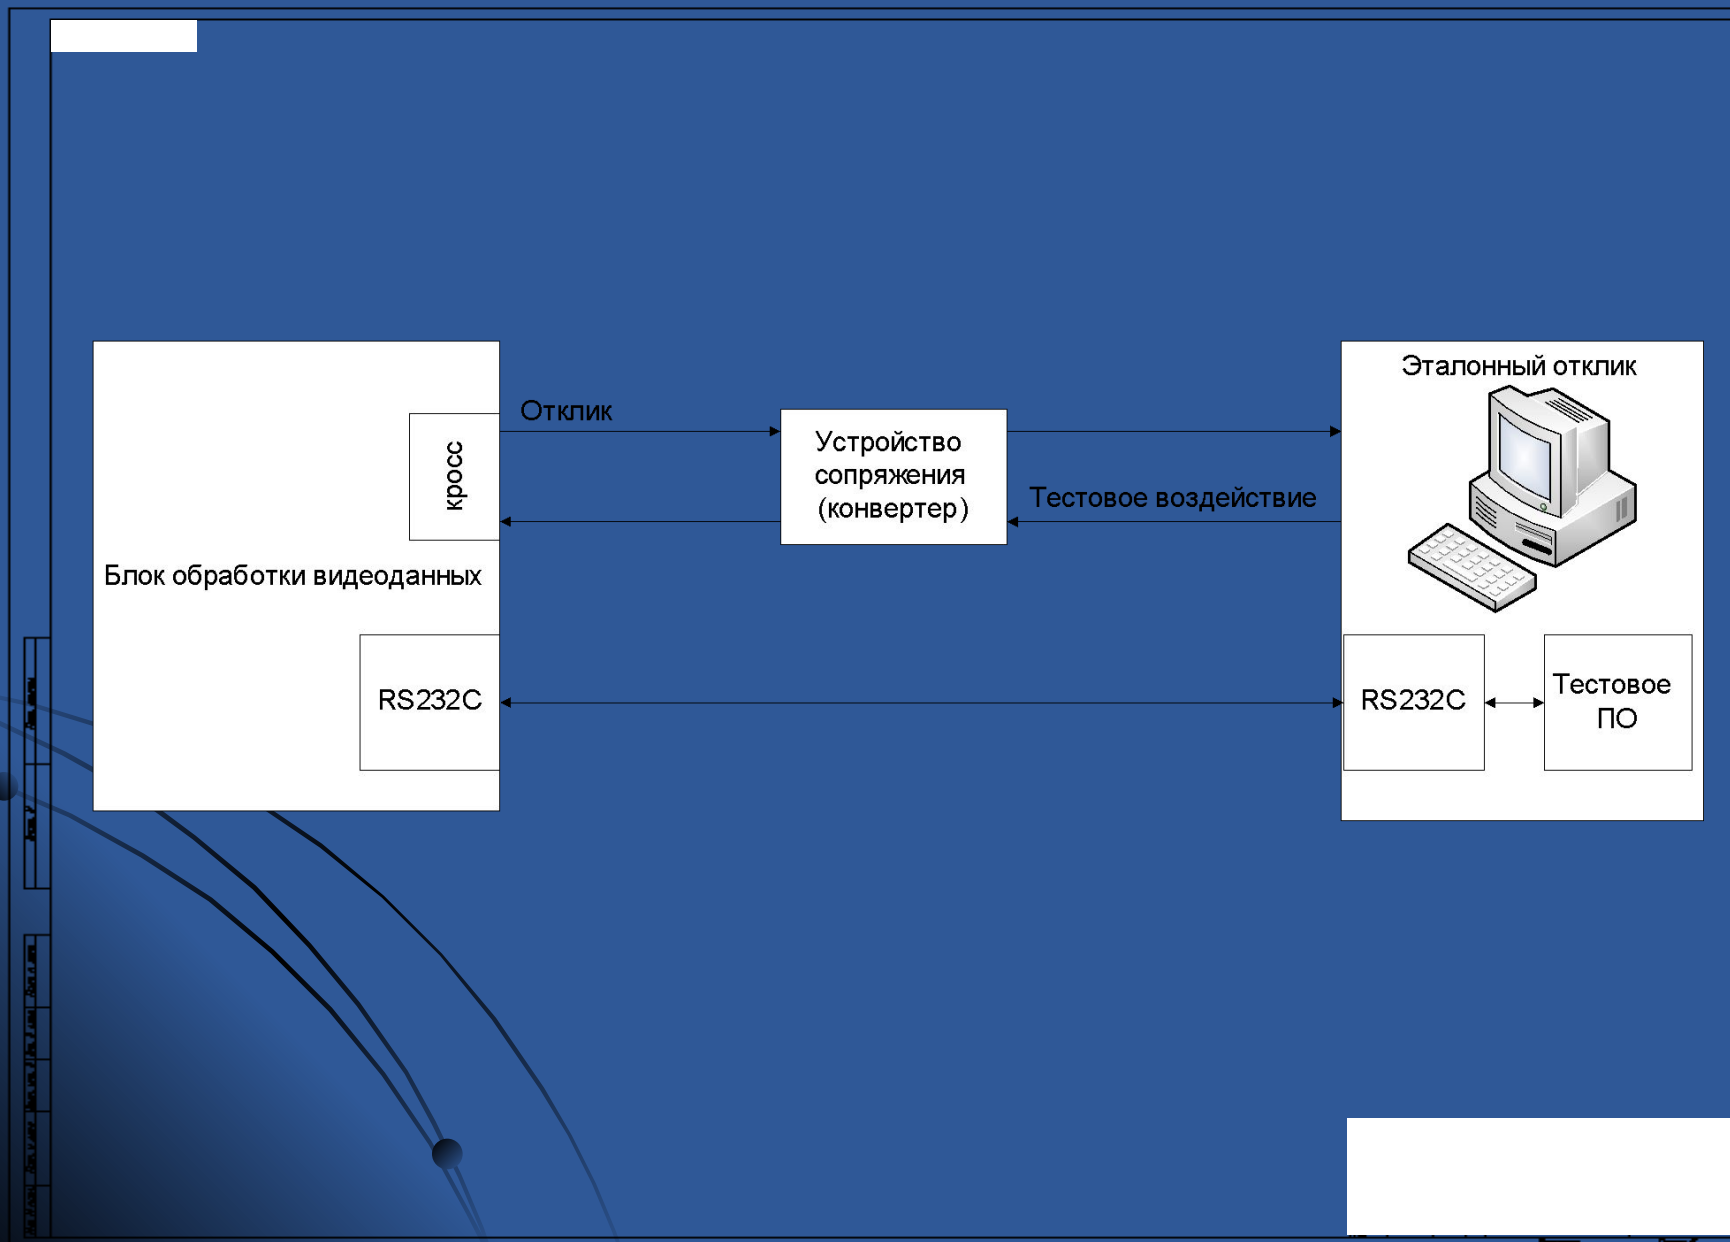 Эталонный отклик
Отклик
кросс
Устройство
сопряжения
(конвертер)
Тестовое воздействие
Блок обработки видеоданных
RS232C
RS232C
Тестовое
ПО